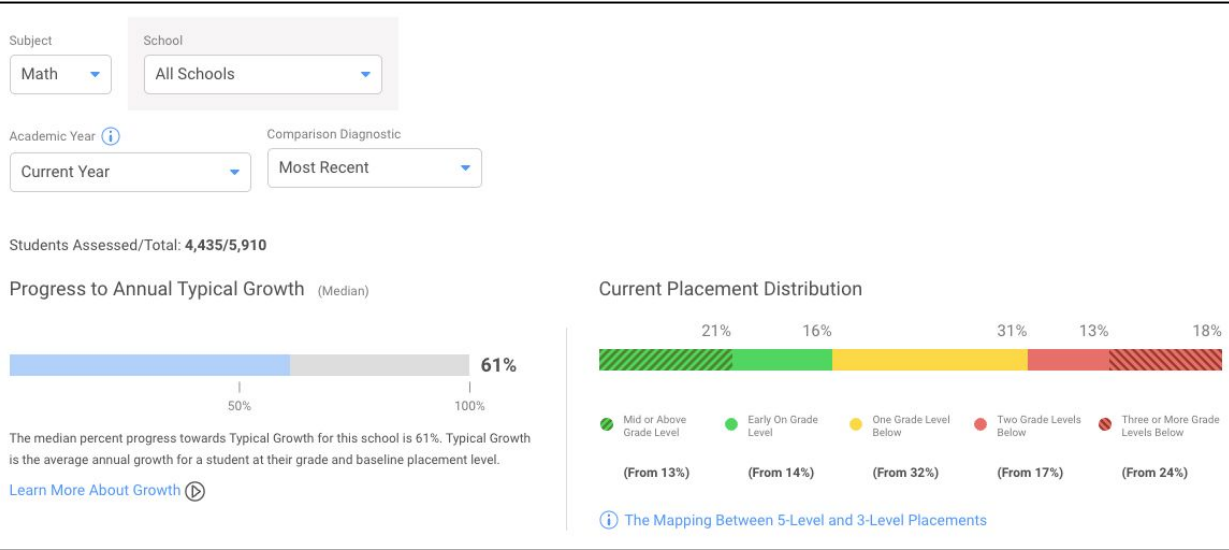 Subject
School
Math
All Schools
Academic Year
Comparison Diagnostic
Current Year
Most Recent
Students Assessed/Total: 4,435/5,910
Progress to Annual Typical Growth (Median)
61%
50%
100%
The median percent progress towards Typical Growth for this school is 61%. Typical Growth
is the average annual growth for a student at their grade and baseline placement level.
Learn More About Growth
Current Placement Distribution
21% 16% 31% 13% 18%
Mid or Above
Grade Level
(From 13%)
Early On Grade
Level
(From 14%)
One Grade Level
Below
(From 32%)
Two Grade Levels
Below
(From 17%)
Three or More Grade
Levels Below
(From 24%)
The Mapping Between 5-Level and 3-Level Placements